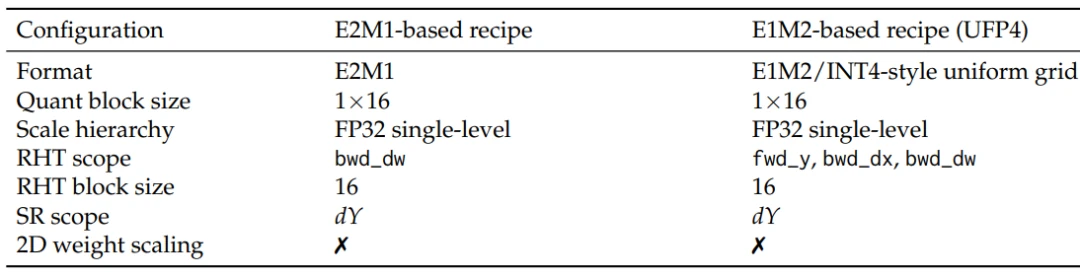 Configuration E2M1-based recipe E1M2-based recipe (UFP4)
Format E2M1 E1M2/INT4-style uniform grid
Quant block size 1×16 1×16
Scale hierarchy FP32 single-level FP32 single-level
RHT scope bwd_dw fwd_y, bwd_dx, bwd_dw
RHT block size 16 16
SR scope dY dY
2D weight scaling ✗ ✗